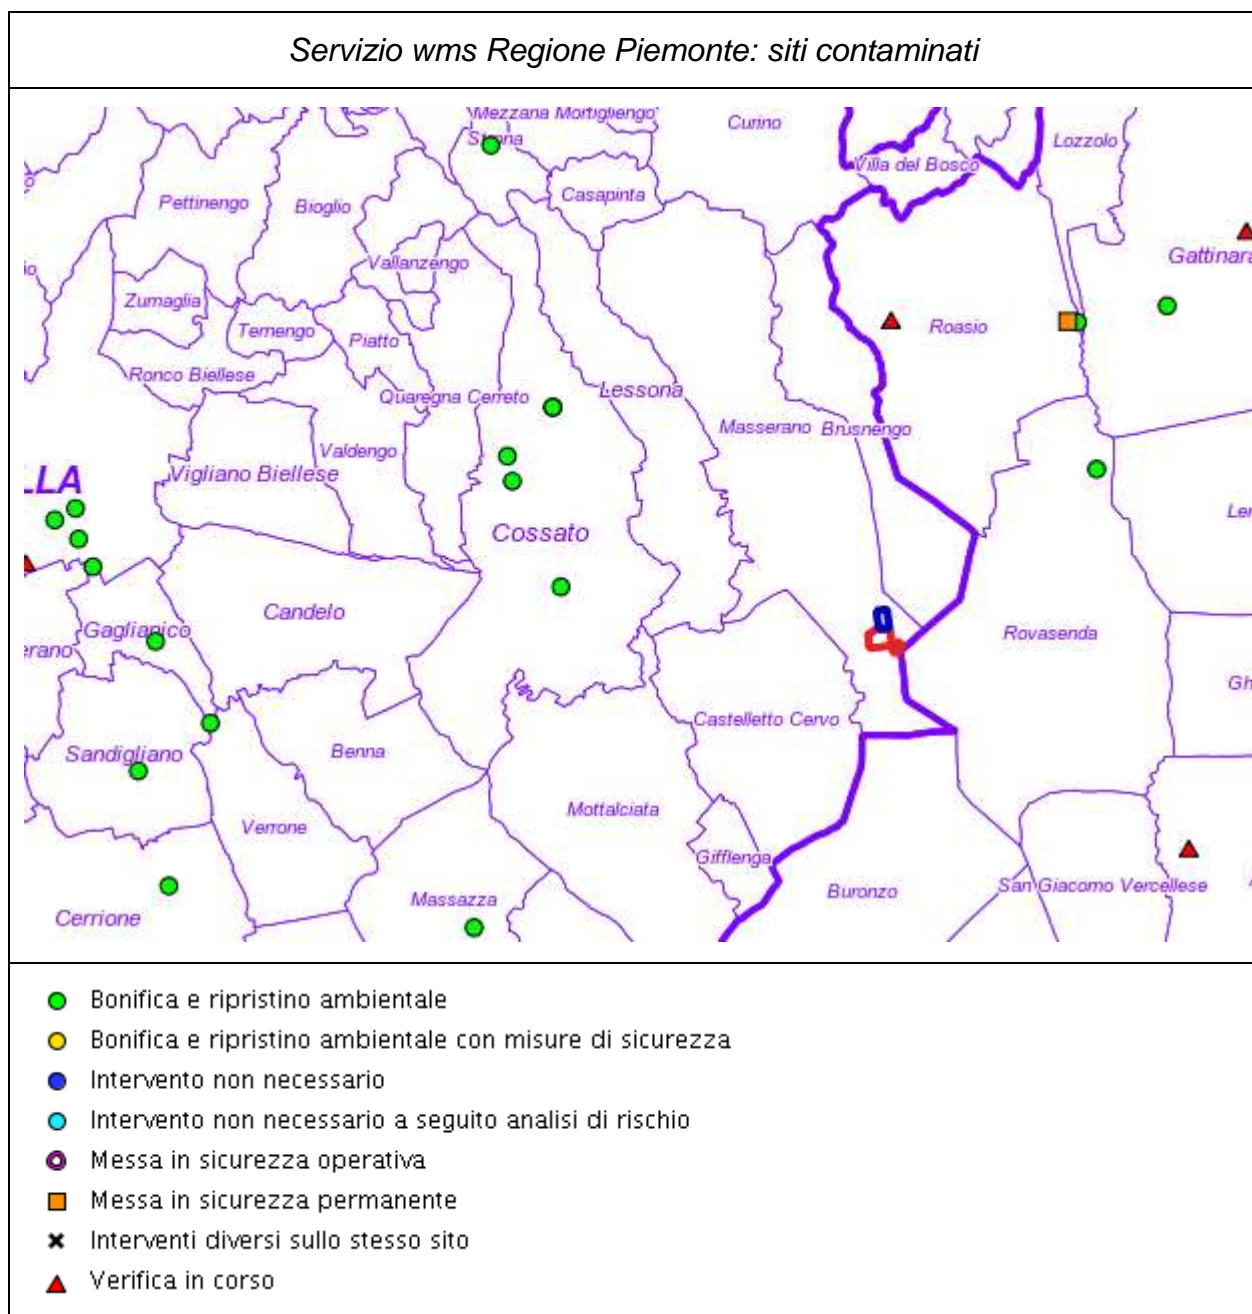 Servizio wms Regione Piemonte: siti contaminati
Mezzana Mortigliengo
Curino
Strona
Lozzolo
Villa del Bosco
Casapinta
Pettinengo
Bioglio
Gattinara
Vallanzengo
Zumaglia
Ternengo
Piatto
Roasio
Ronco Biellese
Quaregna Cerreto
Lessona
Masserano
Brusnengo
Valdengo
Vigliano Biellese
LLA
Ler
Cossato
Candelo
Gaglianico
Rovasenda
erano
Gh
Castelletto Cervo
Sandigliano
Benna
Mottalciata
Verrone
Gifflenga
Buronzo
San Giacomo Vercellese
Massazza
Cerrione
Bonifica e ripristino ambientale
Bonifica e ripristino ambientale con misure di sicurezza
Intervento non necessario
Intervento non necessario a seguito analisi di rischio
Messa in sicurezza operativa
Messa in sicurezza permanente
Interventi diversi sullo stesso sito
Verifica in corso